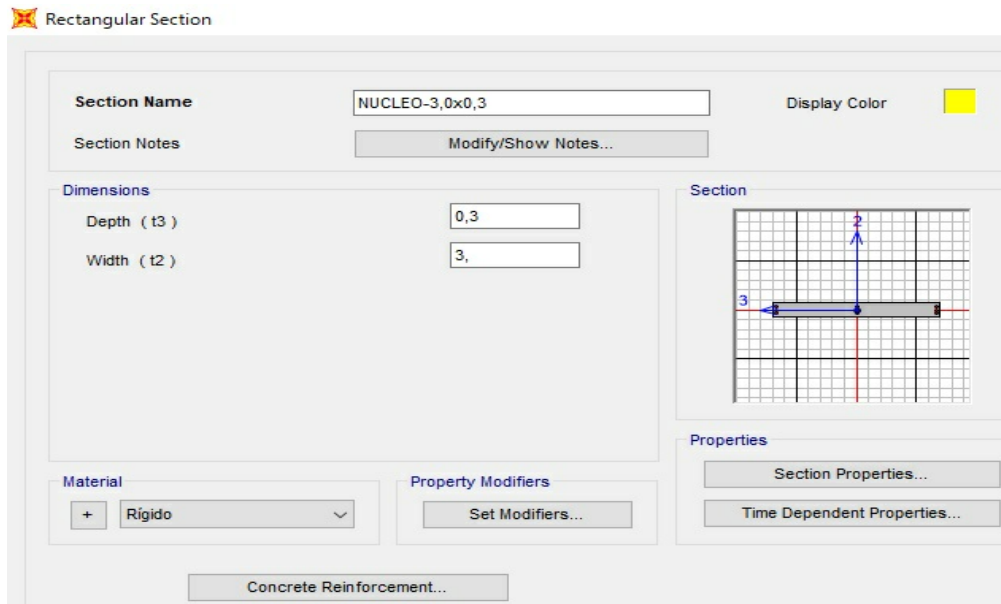 Rectangular Section
Section Name
NUCLEO-3,0x0,3
Display Color
Section Notes
Modify/Show Notes...
Dimensions
Depth ( t3 )
0,3
Width ( t2 )
3,
Section
2
3
Properties
Section Properties...
Time Dependent Properties...
Material
+
Rígido
Property Modifiers
Set Modifiers...
Concrete Reinforcement...